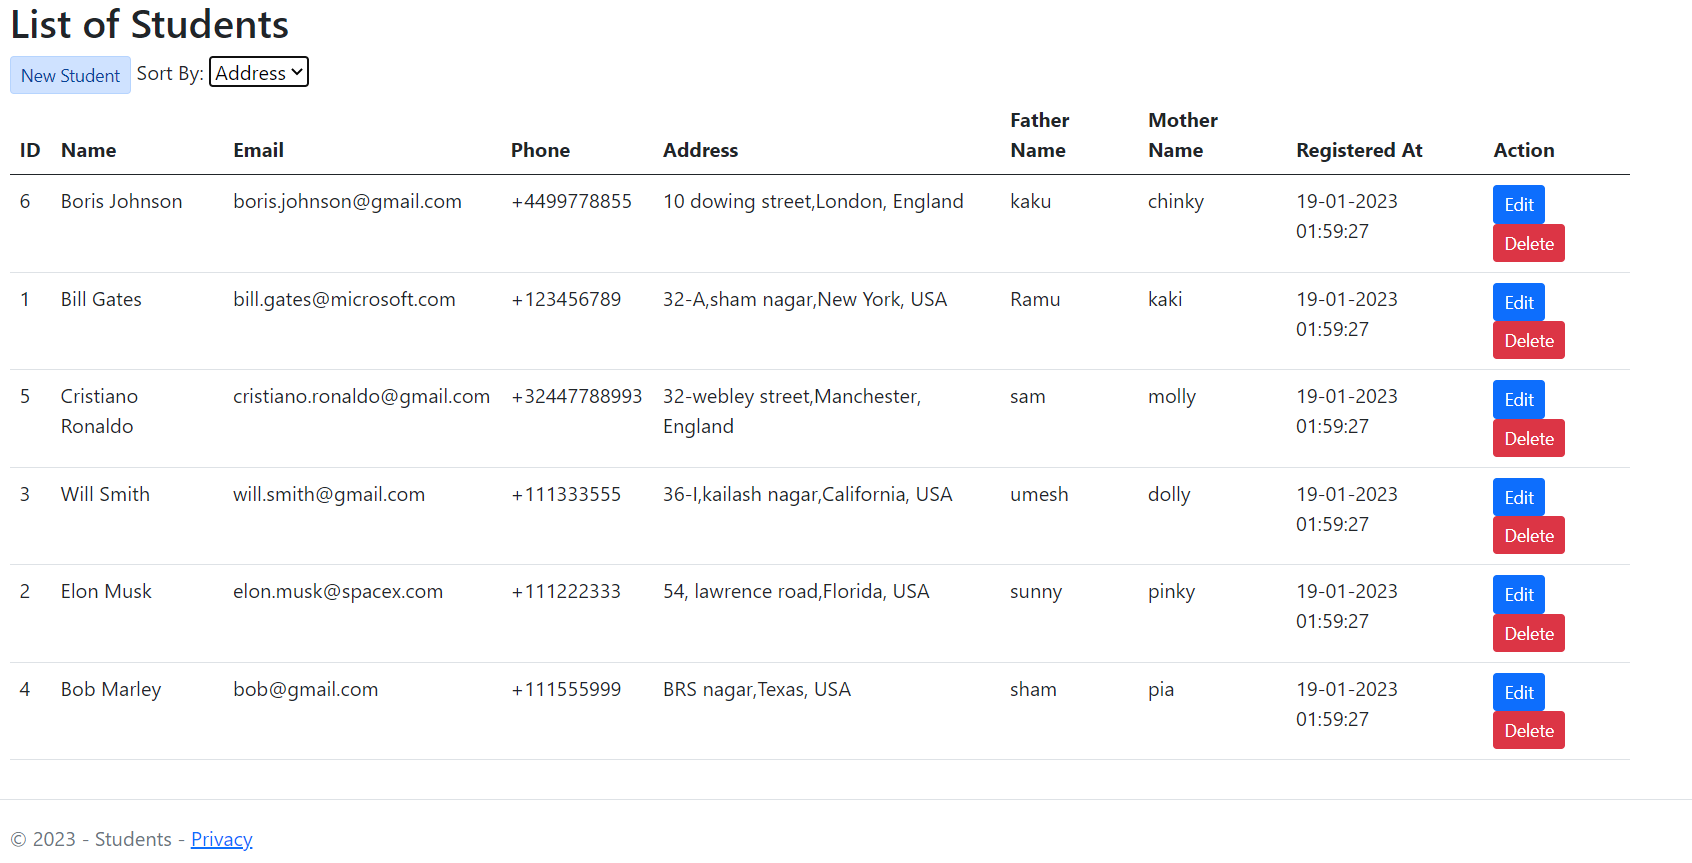 List of Students
New Student Sort By: Address
ID Name Email Phone Address Father Name Mother Name Registered At Action
6 Boris Johnson boris.johnson@gmail.com +4499778855 10 dowing street,London, England kaku chinky 19-01-2023 01:59:27 Edit Delete
1 Bill Gates bill.gates@microsoft.com +123456789 32-A,sham nagar,New York, USA Ramu kaki 19-01-2023 01:59:27 Edit Delete
5 Cristiano Ronaldo cristiano.ronaldo@gmail.com +32447788993 32-webley street,Manchester, England sam molly 19-01-2023 01:59:27 Edit Delete
3 Will Smith will.smith@gmail.com +111333555 36-I,kailash nagar,California, USA umesh dolly 19-01-2023 01:59:27 Edit Delete
2 Elon Musk elon.musk@spacex.com +111222333 54, lawrence road,Florida, USA sunny pinky 19-01-2023 01:59:27 Edit Delete
4 Bob Marley bob@gmail.com +111555999 BRS nagar,Texas, USA sham pia 19-01-2023 01:59:27 Edit Delete
© 2023 - Students - Privacy